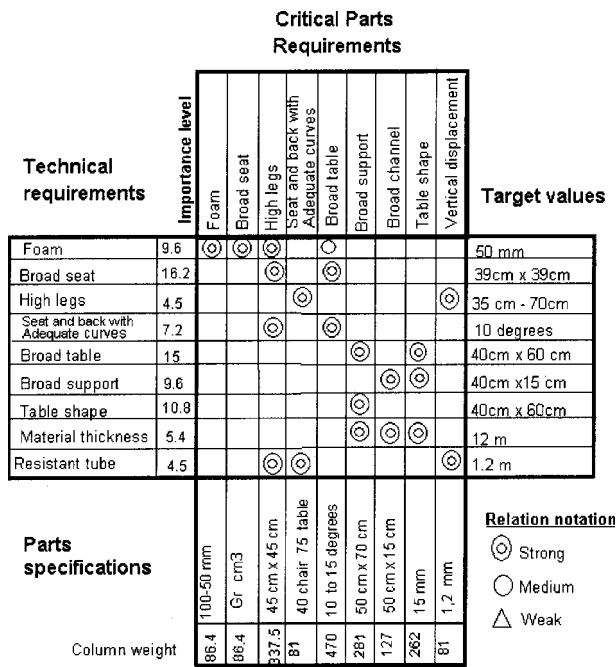 Critical Parts
Requirements
Technical
requirements
Importance level
Foam
Broad seat
High legs
Seat and back with
Adequate curves
Broad table
Broad support
Broad channel
Table shape
Vertical displacement
Target values
Foam 9.6 50 mm
Broad seat 16.2 39cm x 39cm
High legs 4.5 35 cm - 70cm
Seat and back with
Adequate curves 7.2 10 degrees
Broad table 15 40cm x 60 cm
Broad support 9.6 40cm x15 cm
Table shape 10.8 40cm x 60cm
Material thickness 5.4 12 m
Resistant tube 4.5 1.2 m
Parts
specifications
100-50 mm
Gr cm3
45 cm x 45 cm
40 chair 75 table
10 to 15 degrees
50 cm x 70 cm
50 cm x 15 cm
15 mm
1,2 mm
Relation notation
Strong
Medium
Weak
Column weight 86.4 86.4 337.5 81 470 281 127 262 81